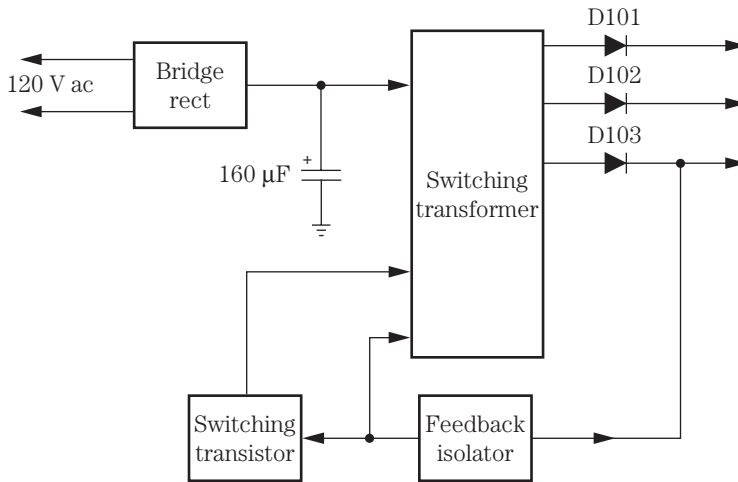 D101
120 V ac
Bridge
rect
D102
D103
+
160 µF
Switching
transformer
Switching
transistor
Feedback
isolator